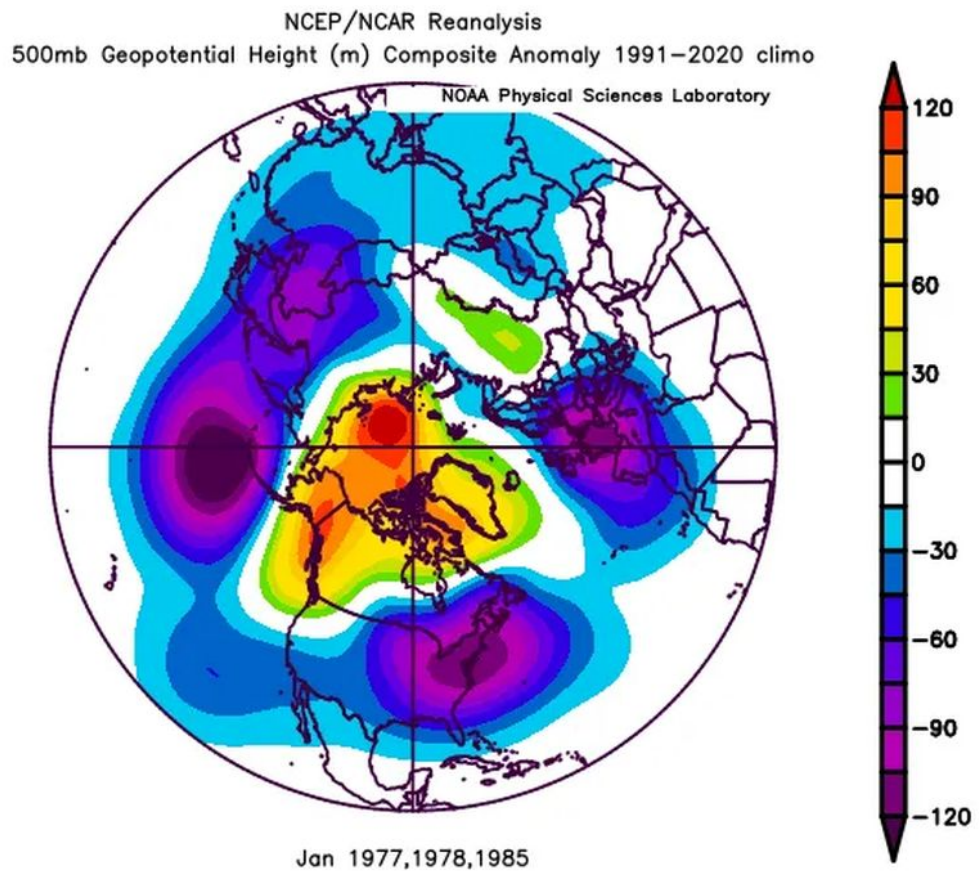 NCEP/NCAR Reanalysis
500mb Geopotential Height (m) Composite Anomaly 1991-2020 climo
NOAA Physical Sciences Laboratory
120
90
60
30
0
-30
-60
-90
-120
Jan 1977,1978,1985